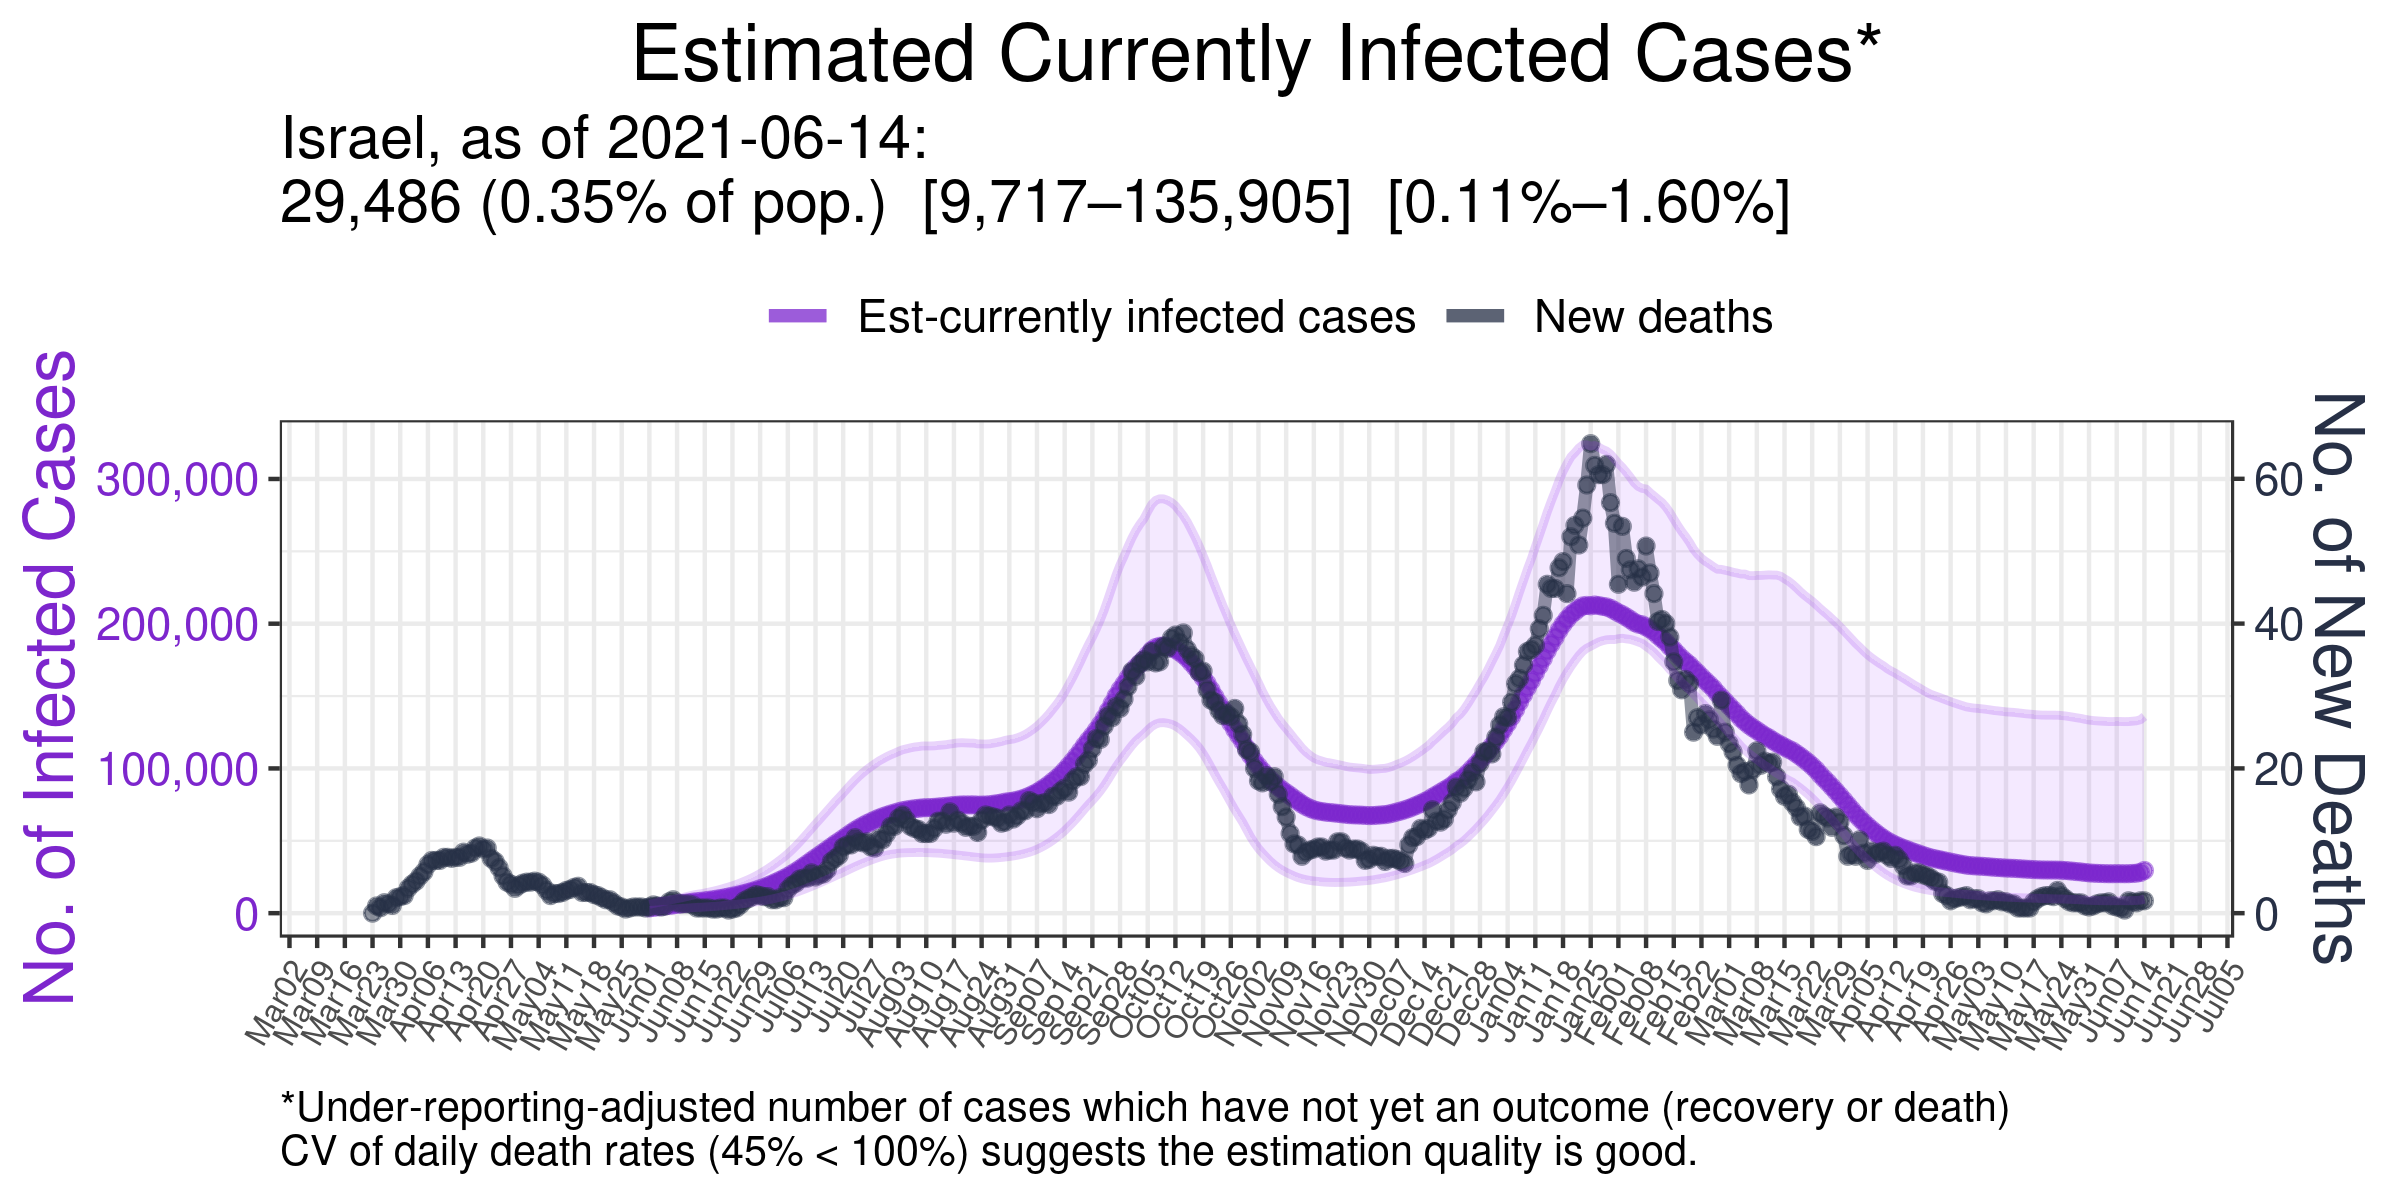 Estimated Currently Infected Cases*
Israel, as of 2021-06-14:
29,486 (0.35% of pop.) [9,717–135,905] [0.11%–1.60%]
Est-currently infected cases New deaths
No. of Infected Cases
300,000
200,000
100,000
0
60
40
20
0
No. of New Deaths
Mar02 Mar09 Mar16 Mar23 Mar30 Apr06 Apr13 Apr20 Apr27 May04 May11 May18 May25 Jun01 Jun08 Jun15 Jun22 Jun29 Jul06 Jul13 Jul20 Jul27 Aug03 Aug10 Aug17 Aug24 Aug31 Sep07 Sep14 Sep21 Sep28 Oct05 Oct12 Oct19 Oct26 Nov02 Nov09 Nov16 Nov23 Nov30 Dec07 Dec14 Dec21 Dec28 Jan04 Jan11 Jan18 Jan25 Feb01 Feb08 Feb15 Feb22 Mar01 Mar08 Mar15 Mar22 Mar29 Apr05 Apr12 Apr19 Apr26 May03 May10 May17 May24 May31 Jun07 Jun14 Jun21 Jun28 Jul05
*Under-reporting-adjusted number of cases which have not yet an outcome (recovery or death)
CV of daily death rates (45% < 100%) suggests the estimation quality is good.